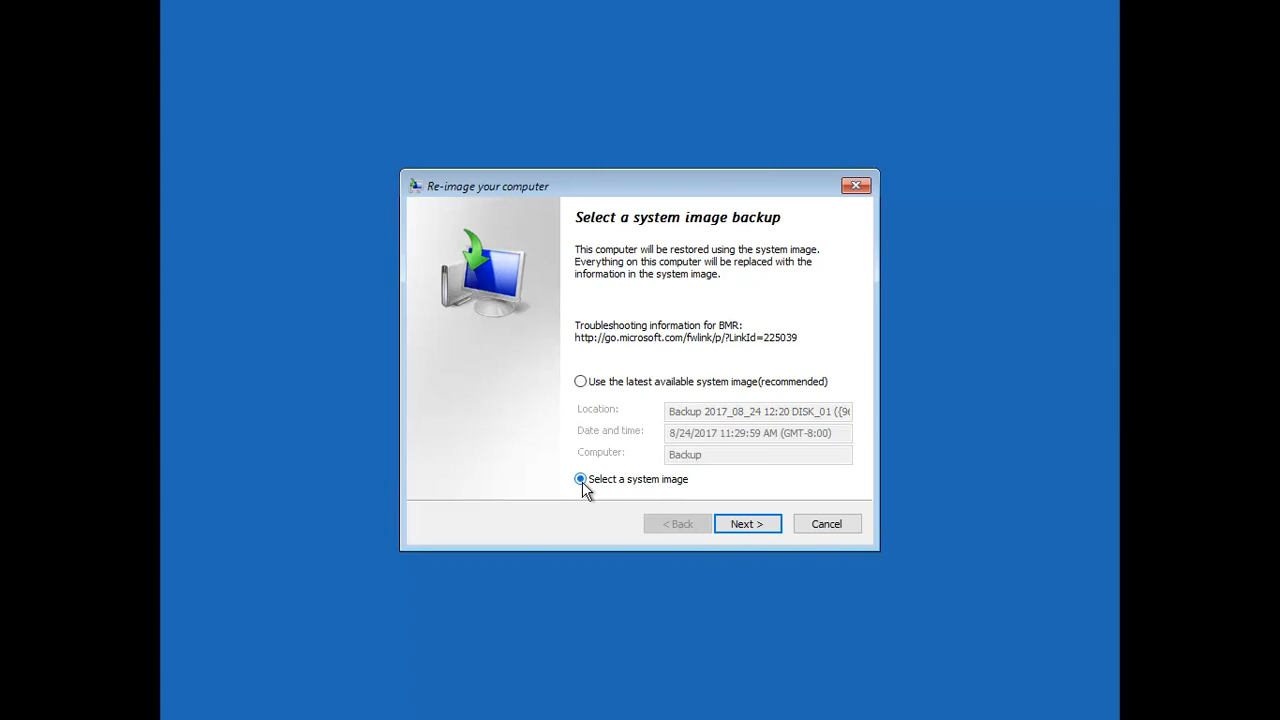 Re-image your computer
Select a system image backup
This computer will be restored using the system image.
Everything on this computer will be replaced with the
information in the system image.
Troubleshooting information for BMR:
http://go.microsoft.com/fwlink/p/?LinkId=225039
Use the latest available system image(recommended)
Location: Backup 2017_08_24 12:20 DISK_01 ({9
Date and time: 8/24/2017 11:29:59 AM (GMT-8:00)
Computer: Backup
Select a system image
< Back Next > Cancel